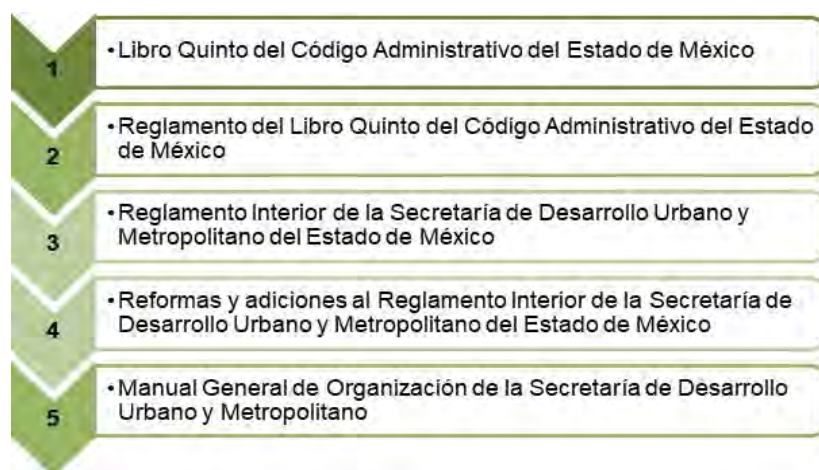 1
•Libro Quinto del Código Administrativo del Estado de México
2
•Reglamento del Libro Quinto del Código Administrativo del Estado
de México
3
•Reglamento Interior de la Secretaría de Desarrollo Urbano y
Metropolitano del Estado de México
4
•Reformas y adiciones al Reglamento Interior de la Secretaría de
Desarrollo Urbano y Metropolitano del Estado de México
5
•Manual General de Organización de la Secretaría de Desarrollo
Urbano y Metropolitano